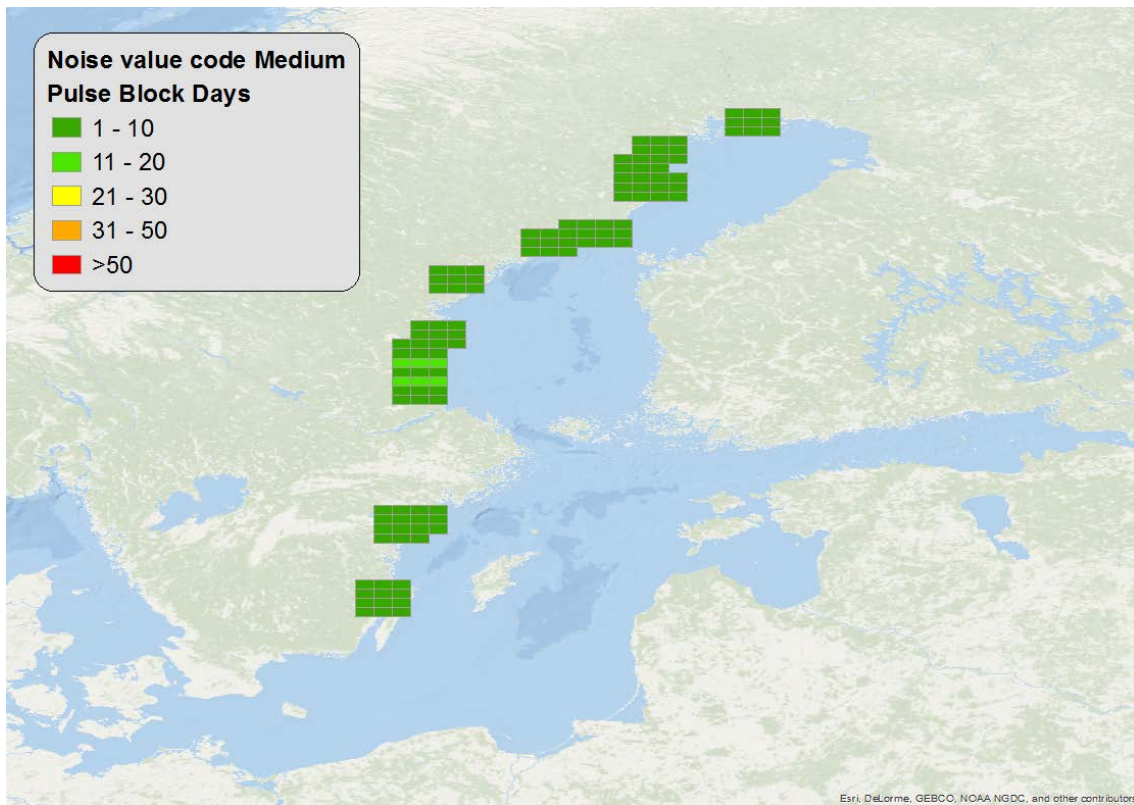 Noise value code Medium
Pulse Block Days
1 - 10
11 - 20
21 - 30
31 - 50
>50
Esri, DeLorme, GEBCO, NOAA NGDC, and other contributors